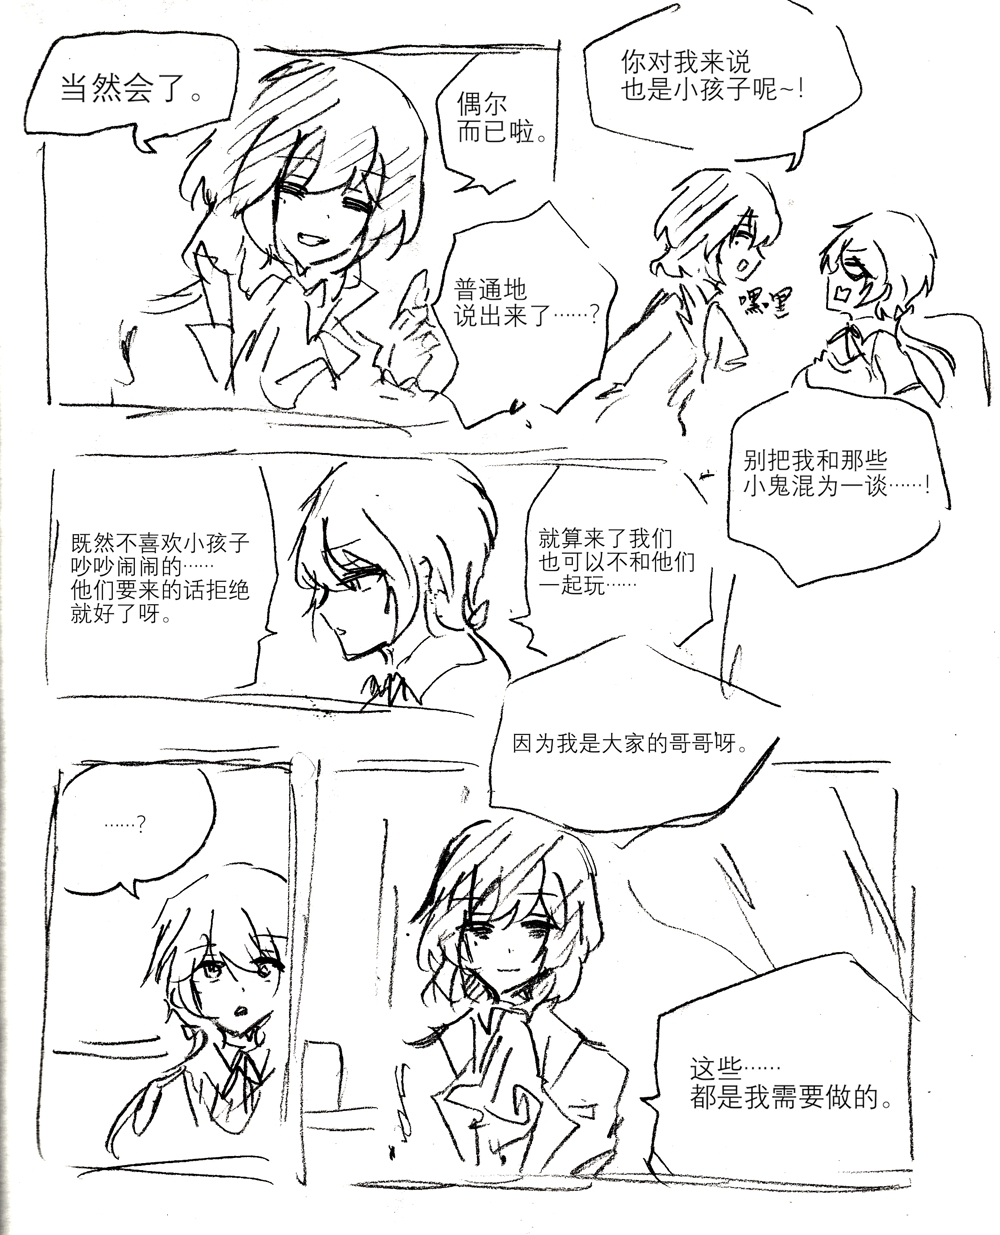 当然会了。
偶尔
而已啦。
普通地
说出来了……?
你对我来说
也是小孩子呢~!
嘿嘿
别把我和那些
小鬼混为一谈……!
既然不喜欢小孩子
吵吵闹闹的……
他们要来的话拒绝
就好了呀。
就算来了我们
也可以不和他们
一起玩……
因为我是大家的哥哥呀。
……?
这些……
都是我需要做的。